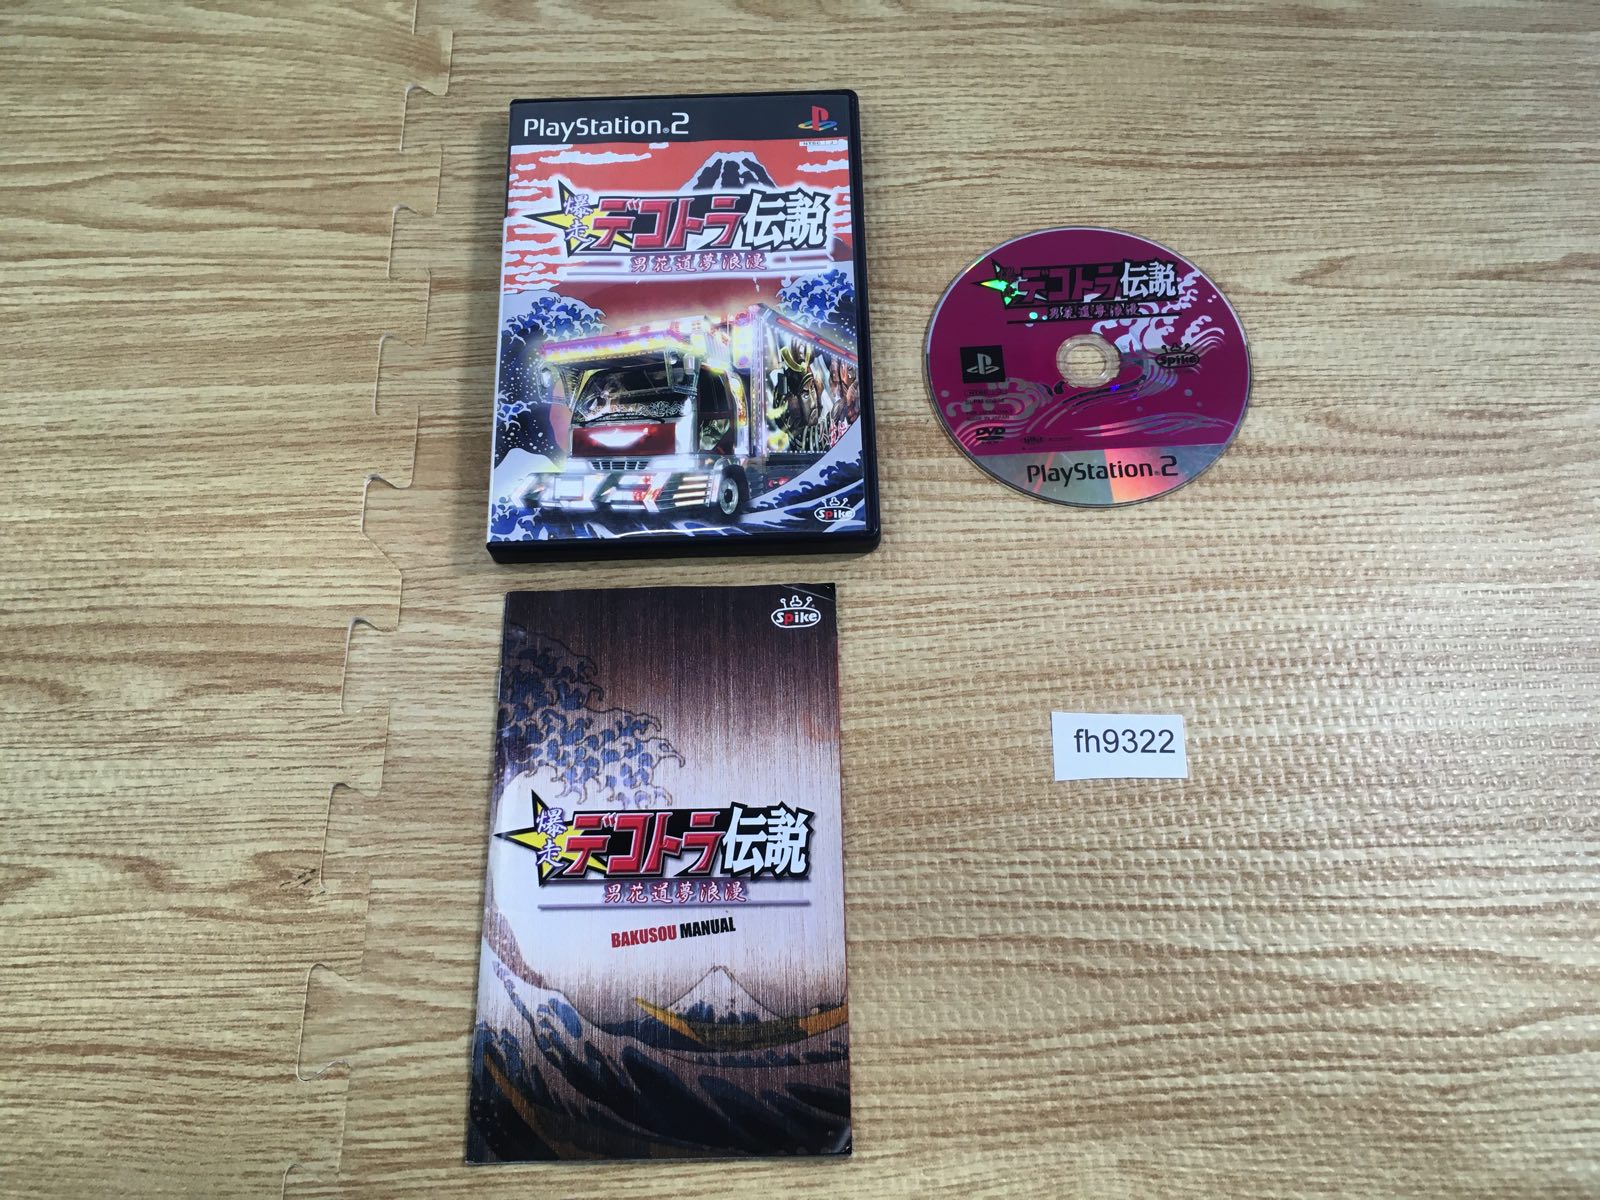 PlayStation®2
NTSC J
爆走
デコトラ伝説
男花道夢浪漫
Spike
デコトラ伝説
男花道夢浪漫
Spike
DVD
PlayStation®2
Spike
爆走
デコトラ伝説
男花道夢浪漫
BAKUSOU MANUAL
fh9322